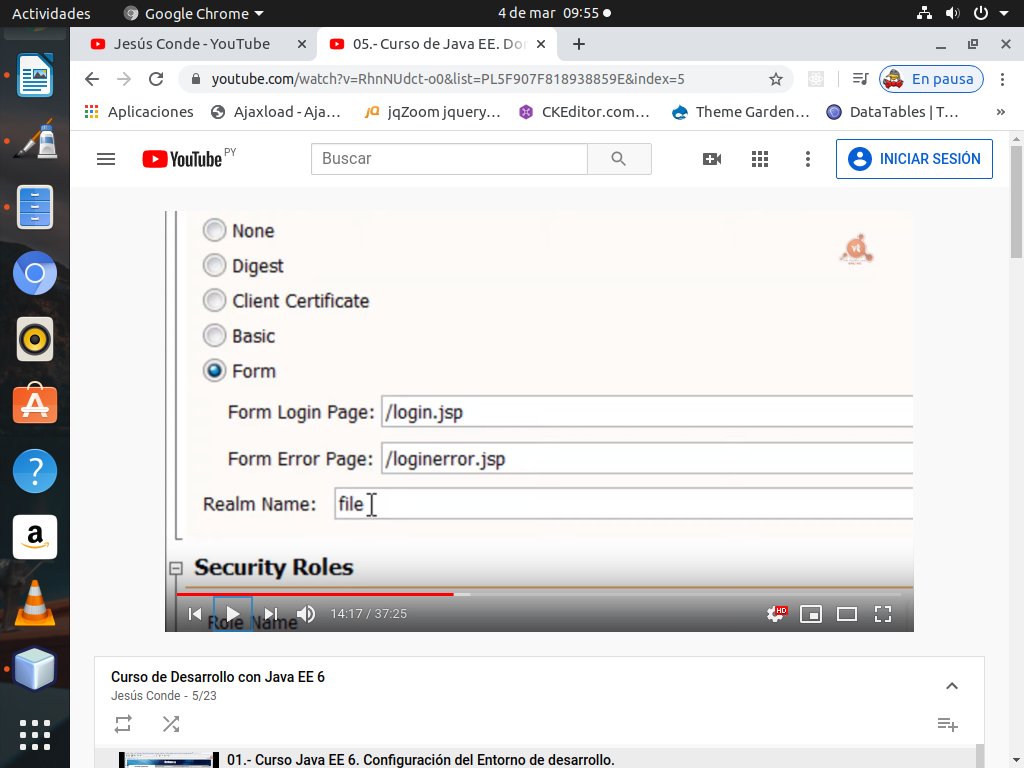 Actividades Google Chrome 4 de mar 09:55
Jesús Conde - YouTube 05.- Curso de Java EE. Dor
youtube.com/watch?v=RhnNUdct-o0&list=PL5F907F818938859E&index=5 En pausa
Aplicaciones Ajaxload - Aja... jQ jqZoom jquery... CKEditor.com... Theme Garden... DataTables | T... »
YouTube PY Buscar INICIAR SESIÓN
None
Digest
Client Certificate
Basic
Form
Form Login Page: /login.jsp
Form Error Page: /loginerror.jsp
Realm Name: file
Security Roles
Role Name
14:17 / 37:25 HD
Curso de Desarrollo con Java EE 6
Jesús Conde - 5/23
01.- Curso Java EE 6. Configuración del Entorno de desarrollo.